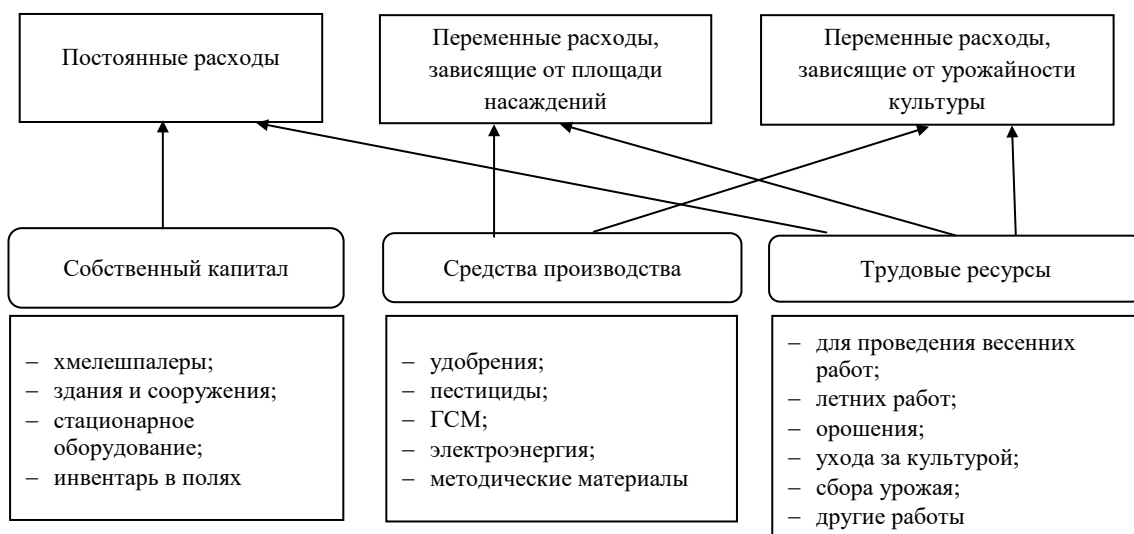 Постоянные расходы
Переменные расходы,
зависящие от площади
насаждений
Переменные расходы,
зависящие от урожайности
культуры
Собственный капитал
Средства производства
Трудовые ресурсы
– хмелешпалеры;
– здания и сооружения;
– стационарное
оборудование;
– инвентарь в полях
– удобрения;
– пестициды;
– ГСМ;
– электроэнергия;
– методические материалы
– для проведения весенних
работ;
– летних работ;
– орошения;
– ухода за культурой;
– сбора урожая;
– другие работы